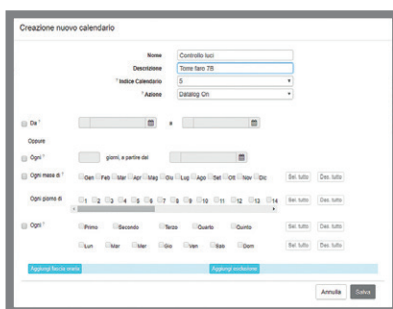 Creazione nuovo calendario
Nome Controllo luci
Descrizione Torre faro 7B
* Indice Calendario 5
* Azione Datalog On
Da * a
Oppure
Ogni * giorni, a partire dal
Ogni mese di * Gen Feb Mar Apr Mag Giu Lug Ago Set Ott Nov Dic Sel. tutto Des. tutto
Ogni giorno di 1 2 3 4 5 6 7 8 9 10 11 12 13 14 Sel. tutto Des. tutto
Ogni * Primo Secondo Terzo Quarto Quinto Sel. tutto Des. tutto
Lun Mar Mer Gio Ven Sab Dom Sel. tutto Des. tutto
Aggiungi fascia oraria Aggiungi esclusione
Annulla Salva